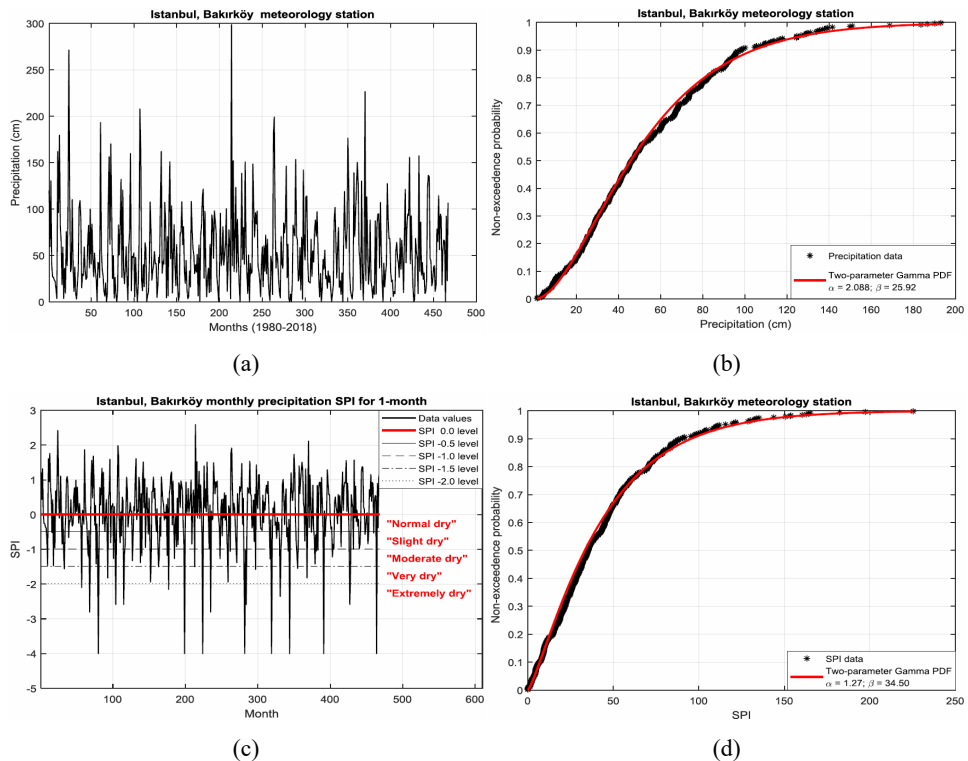 Istanbul, Bakırköy meteorology station
300
250
200
150
100
50
0
Precipitation (cm)
50 100 150 200 250 300 350 400 450 500
Months (1980-2018)
(a)
Istanbul, Bakırköy meteorology station
1
0.9
0.8
0.7
0.6
0.5
0.4
0.3
0.2
0.1
0
Non-exceedence probability
Precipitation data
Two-parameter Gamma PDF
α = 2.088; β = 25.92
20 40 60 80 100 120 140 160 180 200
Precipitation (cm)
(b)
Istanbul, Bakırköy monthly precipitation SPI for 1-month
3
2
1
0
-1
-2
-3
-4
-5
SPI
Data values
SPI 0.0 level
SPI -0.5 level
SPI -1.0 level
SPI -1.5 level
SPI -2.0 level
"Normal dry"
"Slight dry"
"Moderate dry"
"Very dry"
"Extremely dry"
100 200 300 400 500 600
Month
(c)
Istanbul, Bakırköy meteorology station
1
0.9
0.8
0.7
0.6
0.5
0.4
0.3
0.2
0.1
0
Non-exceedence probability
SPI data
Two-parameter Gamma PDF
α = 1.27; β = 34.50
0 50 100 150 200 250
SPI
(d)